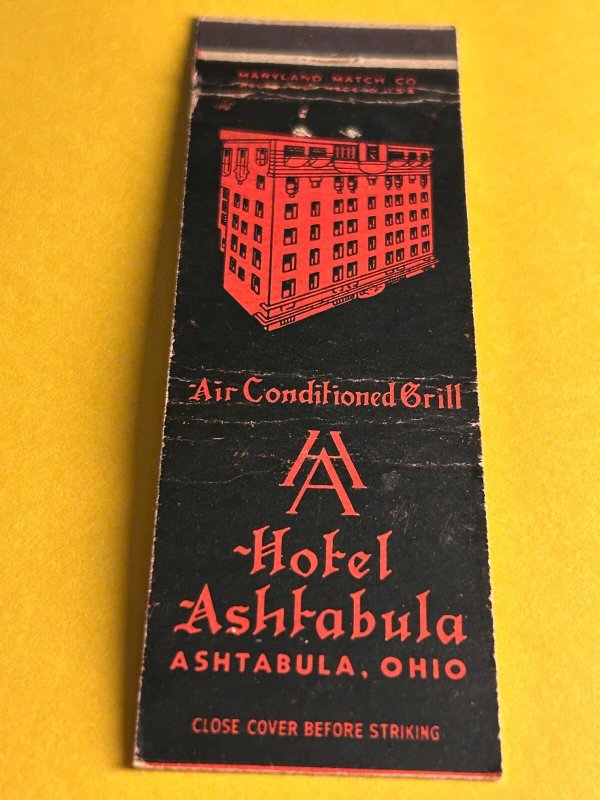 MARYLAND MATCH CO
U.S.A.
Air Conditioned Grill
HA
Hotel
Ashtabula
ASHTABULA, OHIO
CLOSE COVER BEFORE STRIKING